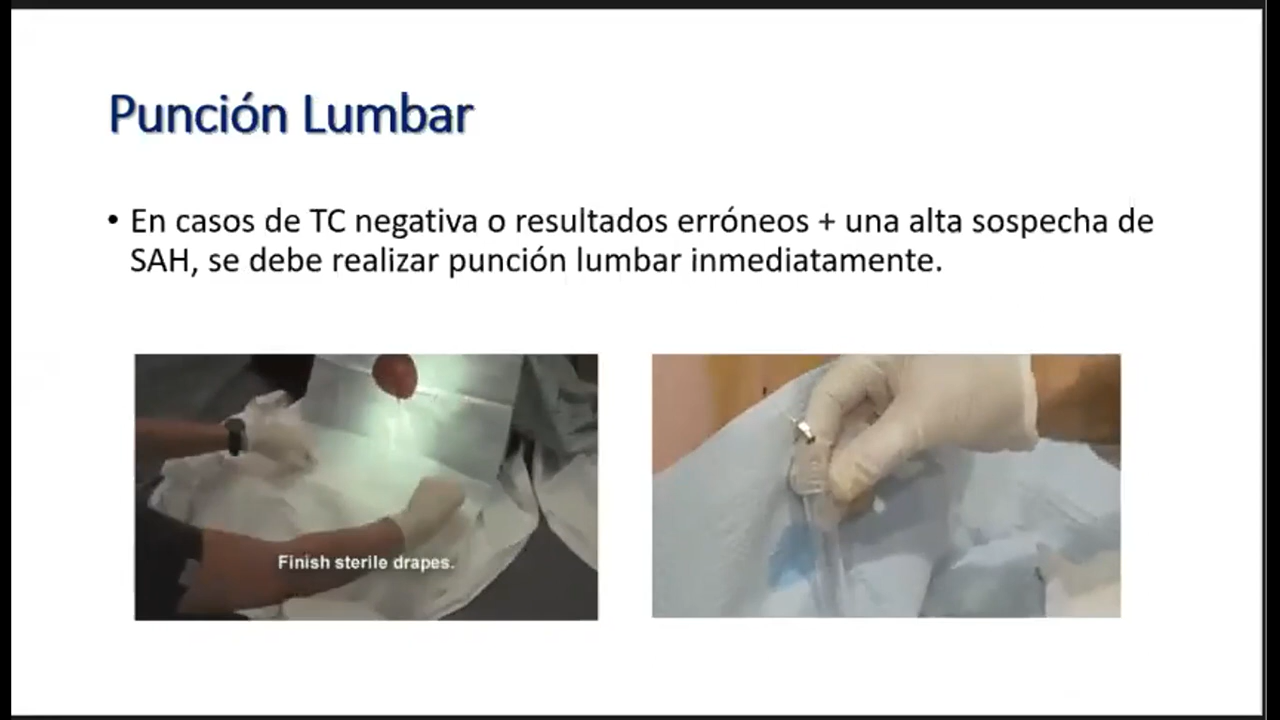 Punción Lumbar
• En casos de TC negativa o resultados erróneos + una alta sospecha de
SAH, se debe realizar punción lumbar inmediatamente.
Finish sterile drapes.